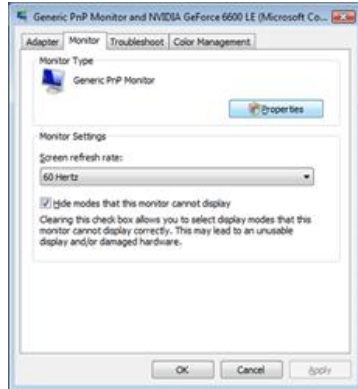 Generic PnP Monitor and NVIDIA GeForce 6600 LE (Microsoft Co...
Adapter Monitor Troubleshoot Color Management
Monitor Type
Generic PnP Monitor
Properties
Monitor Settings
Screen refresh rate:
60 Hertz
Hide modes that this monitor cannot display
Clearing this check box allows you to select display modes that this
monitor cannot display correctly. This may lead to an unusable
display and/or damaged hardware.
OK Cancel Apply